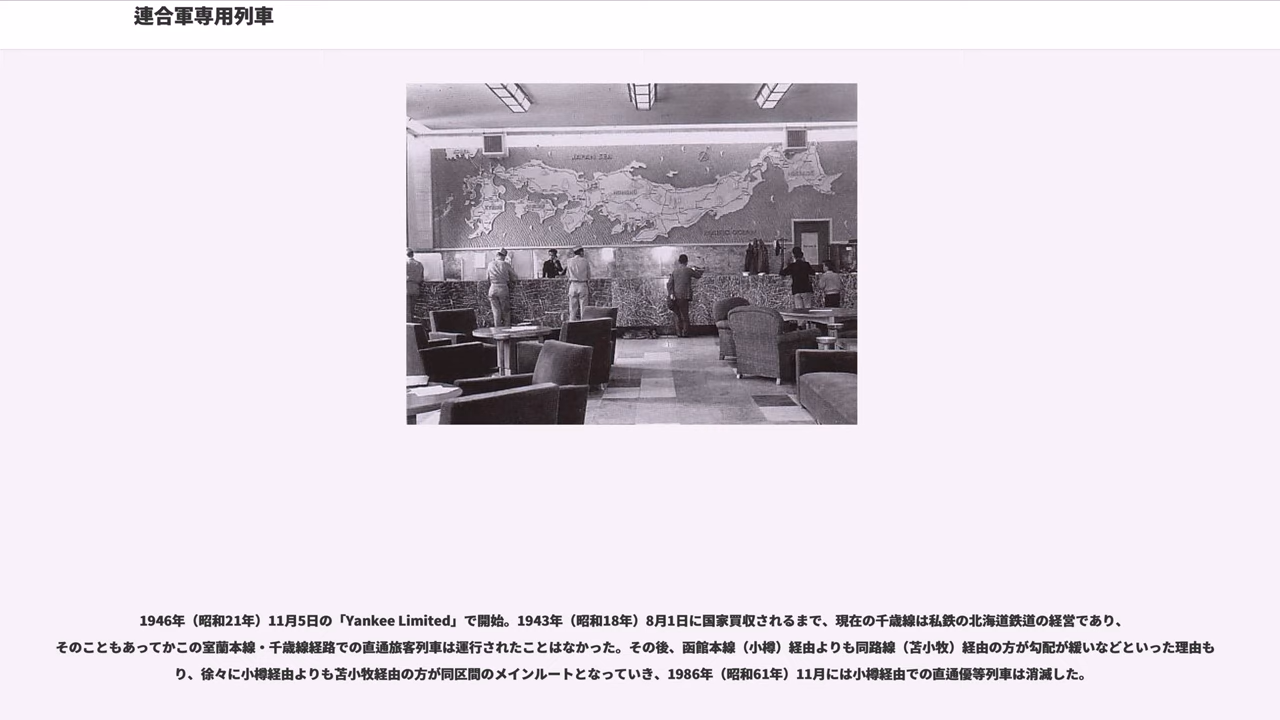 連合軍専用列車
JAPAN SEA
PACIFIC OCEAN
1946年（昭和21年）11月5日の「Yankee Limited」で開始。1943年（昭和18年）8月1日に国家買収されるまで、現在の千歳線は私鉄の北海道鉄道の経営であり、
そのこともあってかこの室蘭本線・千歳線経路での直通旅客列車は運行されたことはなかった。その後、函館本線（小樽）経由よりも同路線（苫小牧）経由の方が勾配が緩いなどといった理由も
り、徐々に小樽経由よりも苫小牧経由の方が同区間のメインルートとなっていき、1986年（昭和61年）11月には小樽経由での直通優等列車は消滅した。